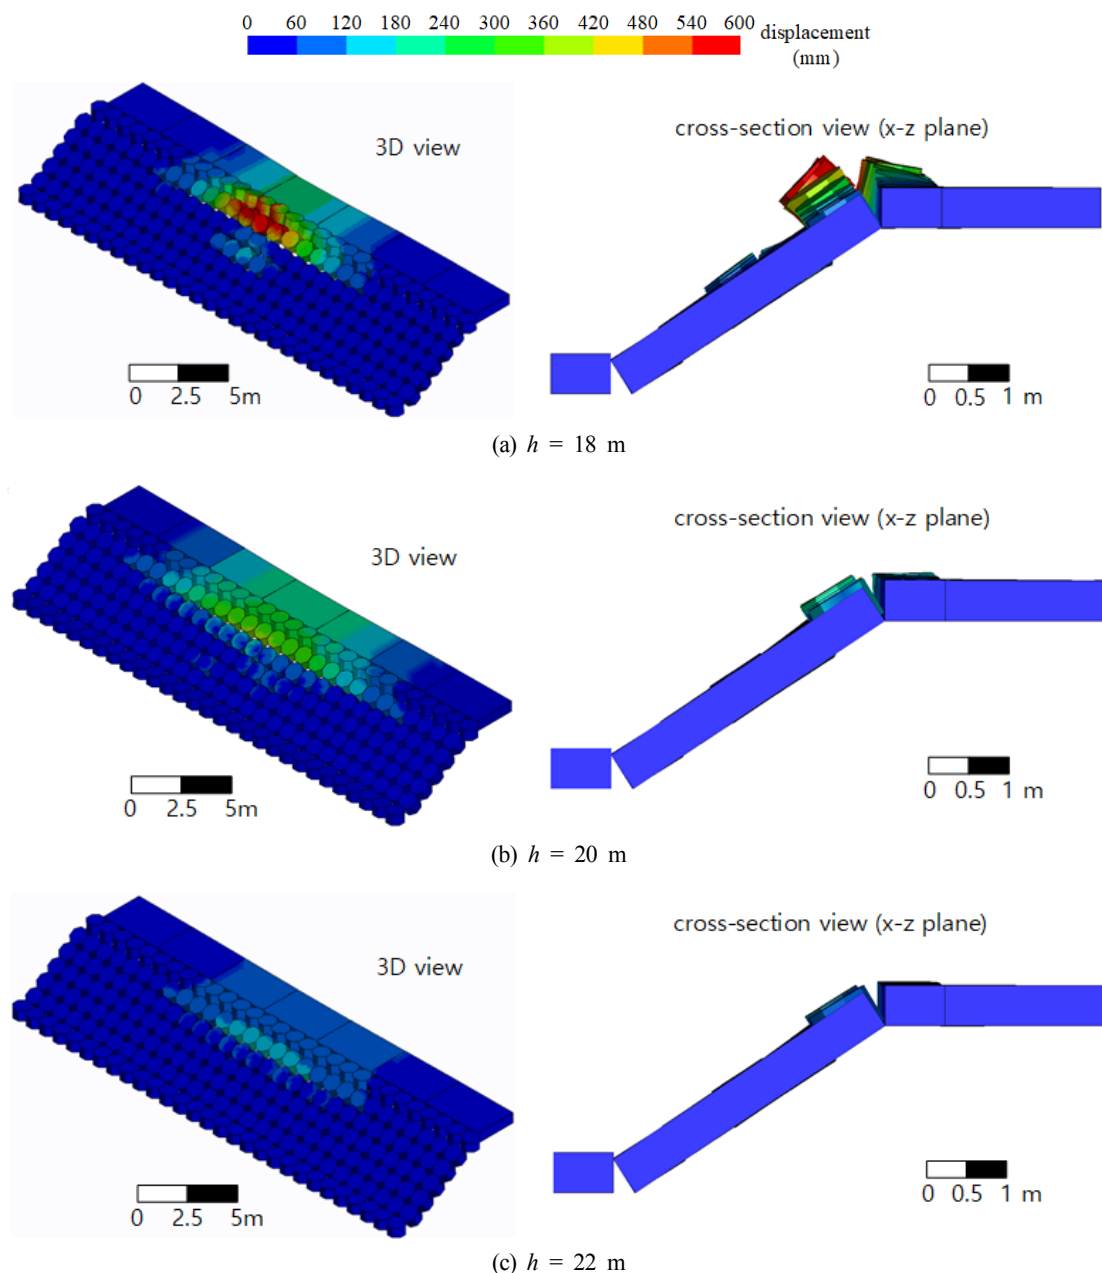 0 60 120 180 240 300 360 420 480 540 600
displacement
(mm)
3D view
cross-section view (x-z plane)
0 2.5 5m
0 0.5 1 m
(a) h = 18 m
3D view
cross-section view (x-z plane)
0 2.5 5m
0 0.5 1 m
(b) h = 20 m
3D view
cross-section view (x-z plane)
0 2.5 5m
0 0.5 1 m
(c) h = 22 m